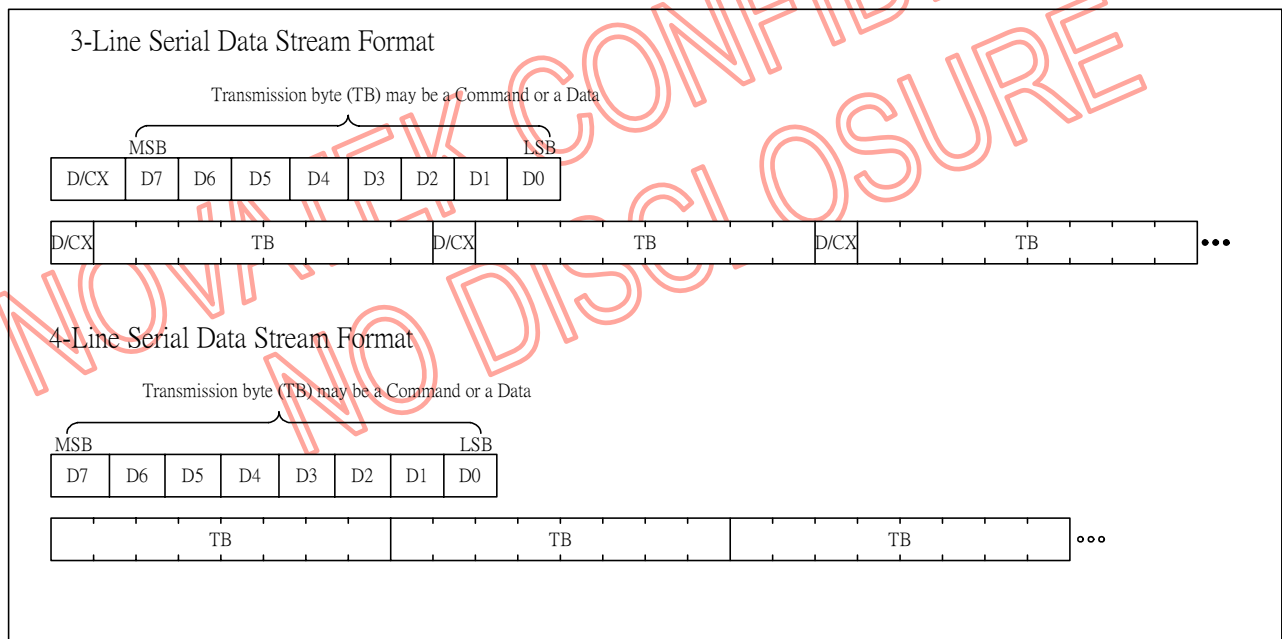 3-Line Serial Data Stream Format
Transmission byte (TB) may be a Command or a Data
MSB LSB
D/CX D7 D6 D5 D4 D3 D2 D1 D0
D/CX TB D/CX TB D/CX TB
4-Line Serial Data Stream Format
Transmission byte (TB) may be a Command or a Data
MSB LSB
D7 D6 D5 D4 D3 D2 D1 D0
TB TB TB
NOVATEK CONFID
NO DISCLOSURE